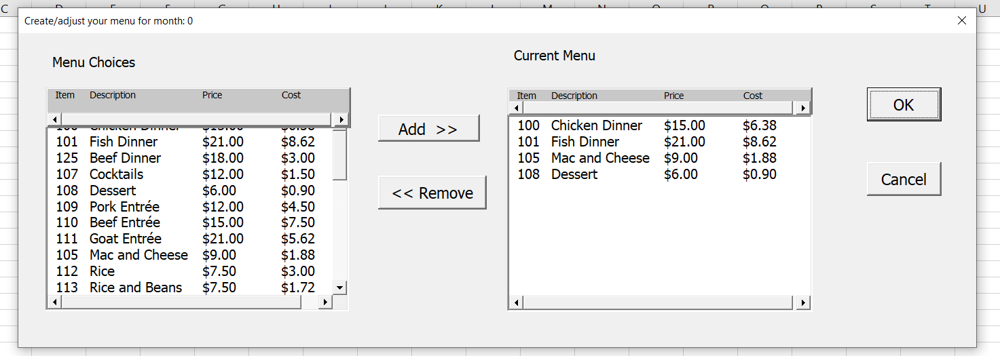 C D E F G H I J K L M N O P Q R S T U
Create/adjust your menu for month: 0
Menu Choices
Item Description Price Cost
100 Chicken Dinner $15.00 $6.38
101 Fish Dinner $21.00 $8.62
125 Beef Dinner $18.00 $3.00
107 Cocktails $12.00 $1.50
108 Dessert $6.00 $0.90
109 Pork Entrée $12.00 $4.50
110 Beef Entrée $15.00 $7.50
111 Goat Entrée $21.00 $5.62
105 Mac and Cheese $9.00 $1.88
112 Rice $7.50 $3.00
113 Rice and Beans $7.50 $1.72
Add >>
<< Remove
Current Menu
Item Description Price Cost
100 Chicken Dinner $15.00 $6.38
101 Fish Dinner $21.00 $8.62
105 Mac and Cheese $9.00 $1.88
108 Dessert $6.00 $0.90
OK
Cancel